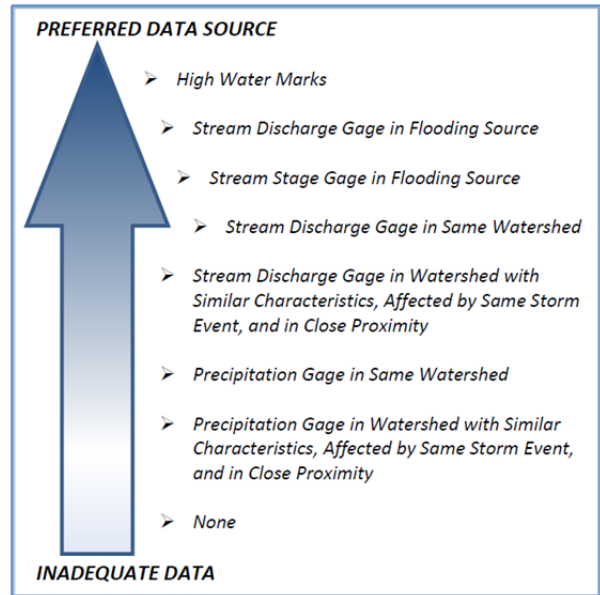 PREFERRED DATA SOURCE
➢ High Water Marks
➢ Stream Discharge Gage in Flooding Source
➢ Stream Stage Gage in Flooding Source
➢ Stream Discharge Gage in Same Watershed
➢ Stream Discharge Gage in Watershed with
Similar Characteristics, Affected by Same Storm
Event, and in Close Proximity
➢ Precipitation Gage in Same Watershed
➢ Precipitation Gage in Watershed with Similar
Characteristics, Affected by Same Storm Event,
and in Close Proximity
➢ None
INADEQUATE DATA